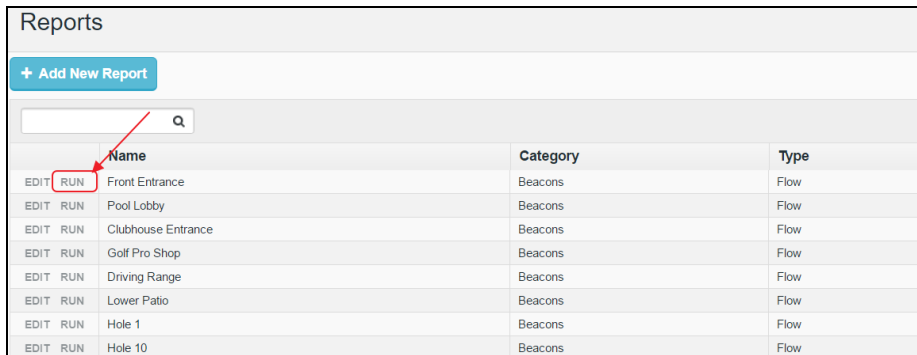 Reports
+ Add New Report
Name Category Type
EDIT RUN Front Entrance Beacons Flow
EDIT RUN Pool Lobby Beacons Flow
EDIT RUN Clubhouse Entrance Beacons Flow
EDIT RUN Golf Pro Shop Beacons Flow
EDIT RUN Driving Range Beacons Flow
EDIT RUN Lower Patio Beacons Flow
EDIT RUN Hole 1 Beacons Flow
EDIT RUN Hole 10 Beacons Flow